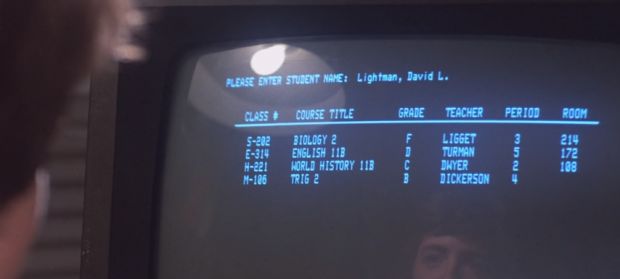 PLEASE ENTER STUDENT NAME: Lightman, David L.
CLASS # COURSE TITLE GRADE TEACHER PERIOD ROOM
S-202 BIOLOGY 2 F LIGGET 3 214
E-314 ENGLISH 11B D TURMAN 5 172
H-221 WORLD HISTORY 11B C DWYER 2 108
M-106 TRIG 2 B DICKERSON 4